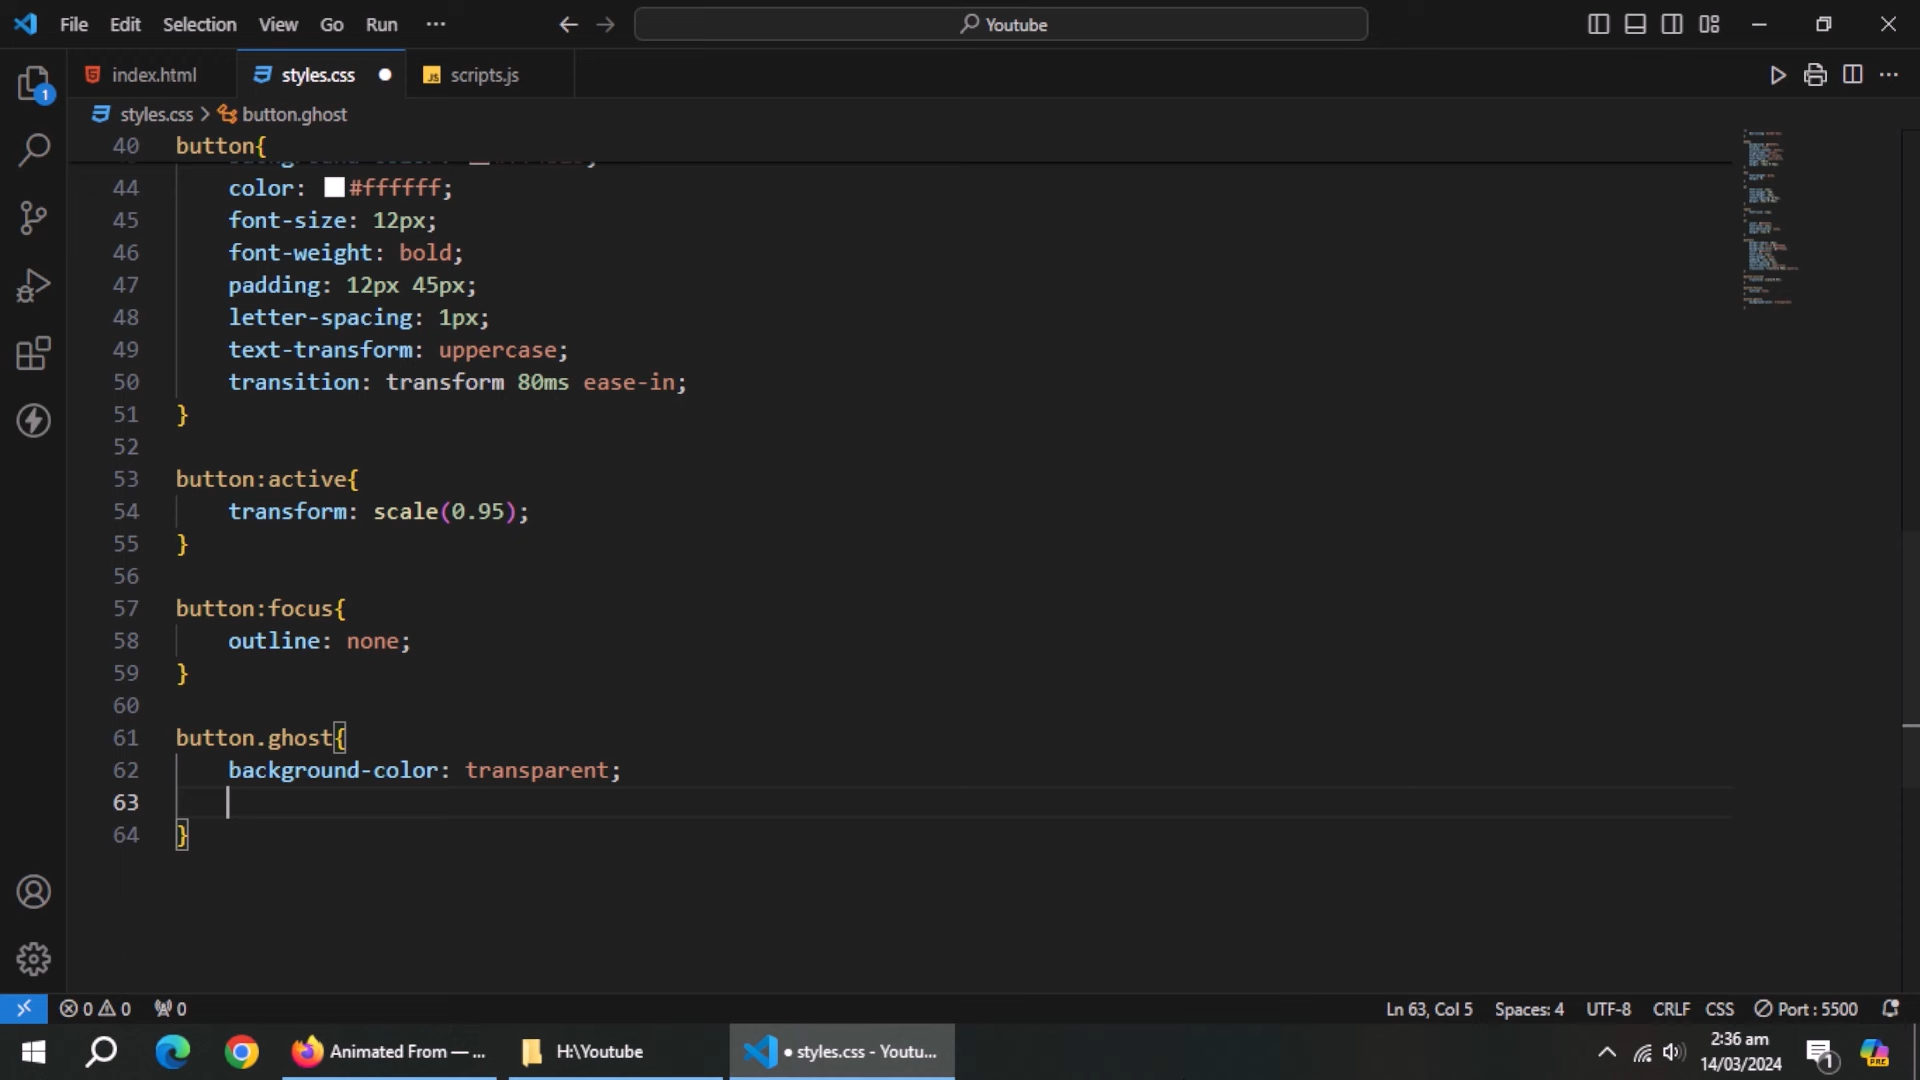 File Edit Selection View Go Run ··· Youtube
index.html styles.css scripts.js
styles.css > button.ghost
40 button{
44 color: #ffffff;
45 font-size: 12px;
46 font-weight: bold;
47 padding: 12px 45px;
48 letter-spacing: 1px;
49 text-transform: uppercase;
50 transition: transform 80ms ease-in;
51 }
52
53 button:active{
54 transform: scale(0.95);
55 }
56
57 button:focus{
58 outline: none;
59 }
60
61 button.ghost{
62 background-color: transparent;
63
64 }
0 0 0 Ln 63, Col 5 Spaces: 4 UTF-8 CRLF CSS Port : 5500
Animated From — ... H:\Youtube ● styles.css - Youtu... 2:36 am
14/03/2024